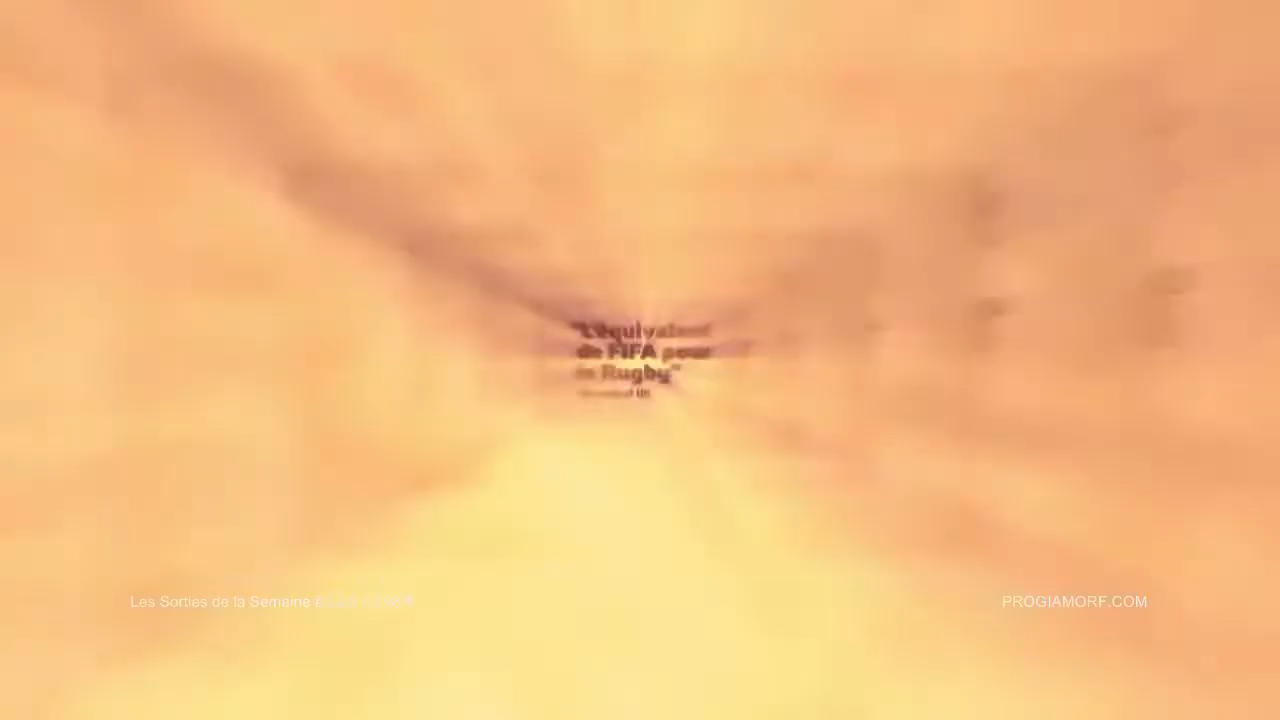 "L'équivalent
de FIFA pour
le Rugby"
Les Sorties de la Semaine
PROGIAMORF.COM